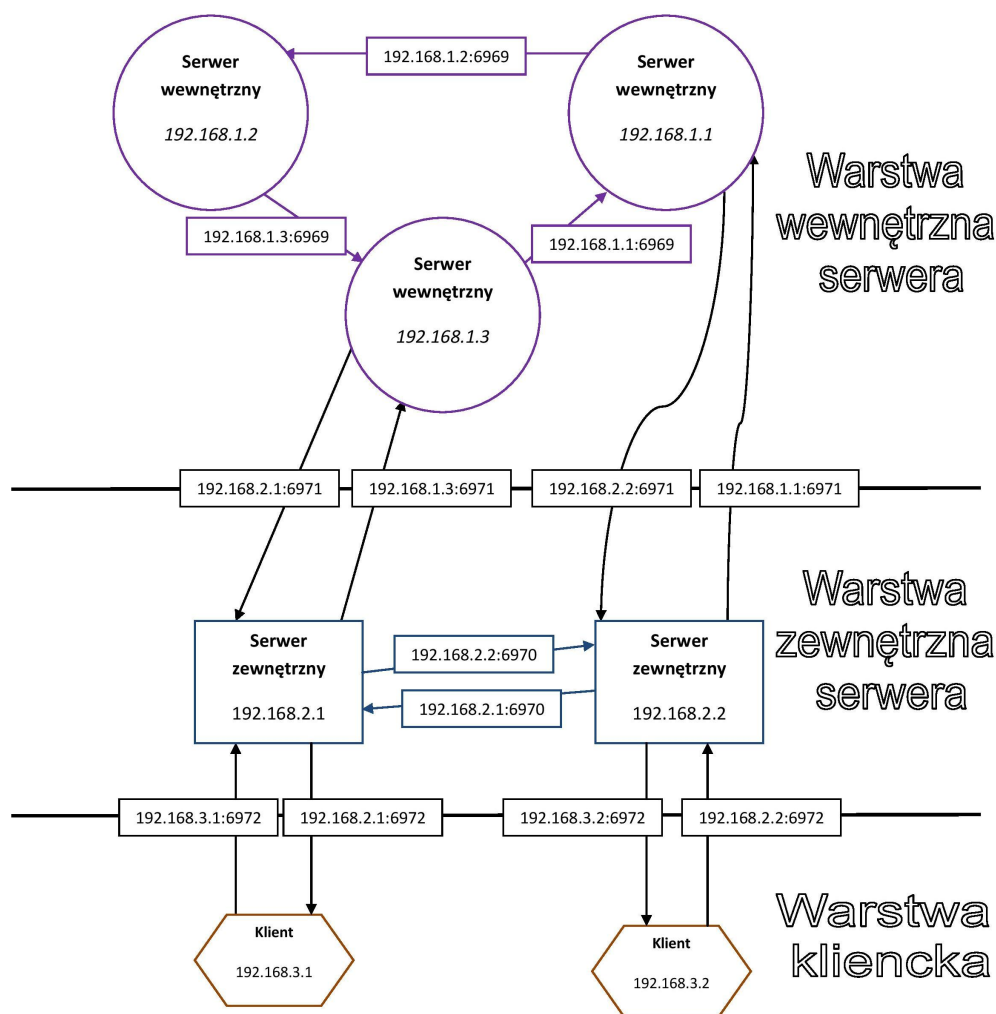 Serwer
wewnętrzny
192.168.1.2
192.168.1.2:6969
Serwer
wewnętrzny
192.168.1.1
192.168.1.3:6969
192.168.1.1:6969
Serwer
wewnętrzny
192.168.1.3
Warstwa
wewnętrzna
serwera
192.168.2.1:6971
192.168.1.3:6971
192.168.2.2:6971
192.168.1.1:6971
Serwer
zewnętrzny
192.168.2.1
192.168.2.2:6970
192.168.2.1:6970
Serwer
zewnętrzny
192.168.2.2
Warstwa
zewnętrzna
serwera
192.168.3.1:6972
192.168.2.1:6972
192.168.3.2:6972
192.168.2.2:6972
Klient
192.168.3.1
Klient
192.168.3.2
Warstwa
kliencka